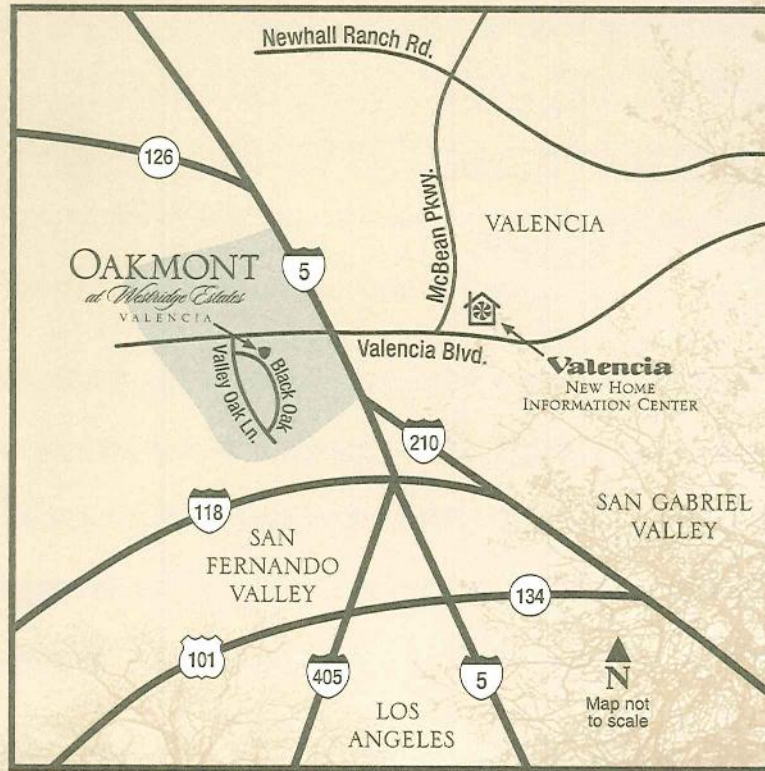 Newhall Ranch Rd.
126
McBean Pkwy.
VALENCIA
OAKMONT
at Westridge Estates
VALENCIA
5
Valencia Blvd.
Valley Oak Ln.
Black Oak
Valencia
NEW HOME
INFORMATION CENTER
210
118
SAN GABRIEL
VALLEY
SAN
FERNANDO
VALLEY
134
101
405
5
N
Map not
to scale
LOS
ANGELES